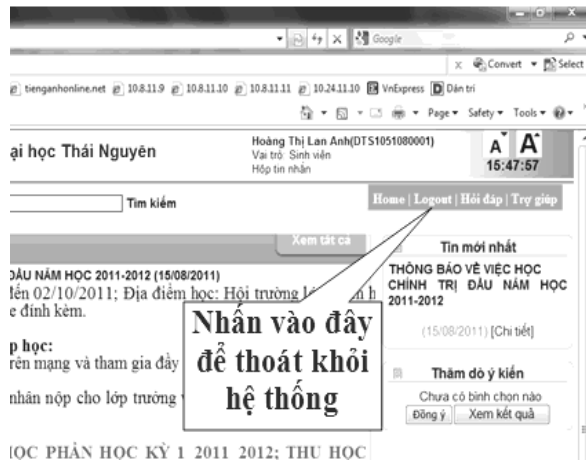 Google
Convert Select
tienganhonline.net 10.8.11.9 10.8.11.10 10.8.11.11 10.24.11.10 VnExpress Dân trí
Page Safety Tools
ại học Thái Nguyên
Hoàng Thị Lan Anh(DTS1051080001)
Vai trò Sinh viên
Hộp tin nhắn
A A
15:47:57
Tìm kiếm
Home | Logout | Hỏi đáp | Trợ giúp
Xem tất cả
Tin mới nhất
ĐẦU NĂM HỌC 2011-2012 (15/08/2011)
đến 02/10/2011; Địa điểm học: Hội trường
e đính kèm.
THÔNG BÁO VỀ VIỆC HỌC
CHÍNH TRỊ ĐẦU NĂM HỌC
2011-2012
(15/08/2011) [Chi tiết]
Nhấn vào đây
để thoát khỏi
hệ thống
p học:
rên mạng và tham gia đầy
nhân nộp cho lớp trưởng
Thăm dò ý kiến
Chưa có bình chọn nào
Đồng ý Xem kết quả
HỌC PHẦN HỌC KỲ 1 2011 2012; THU HỌC